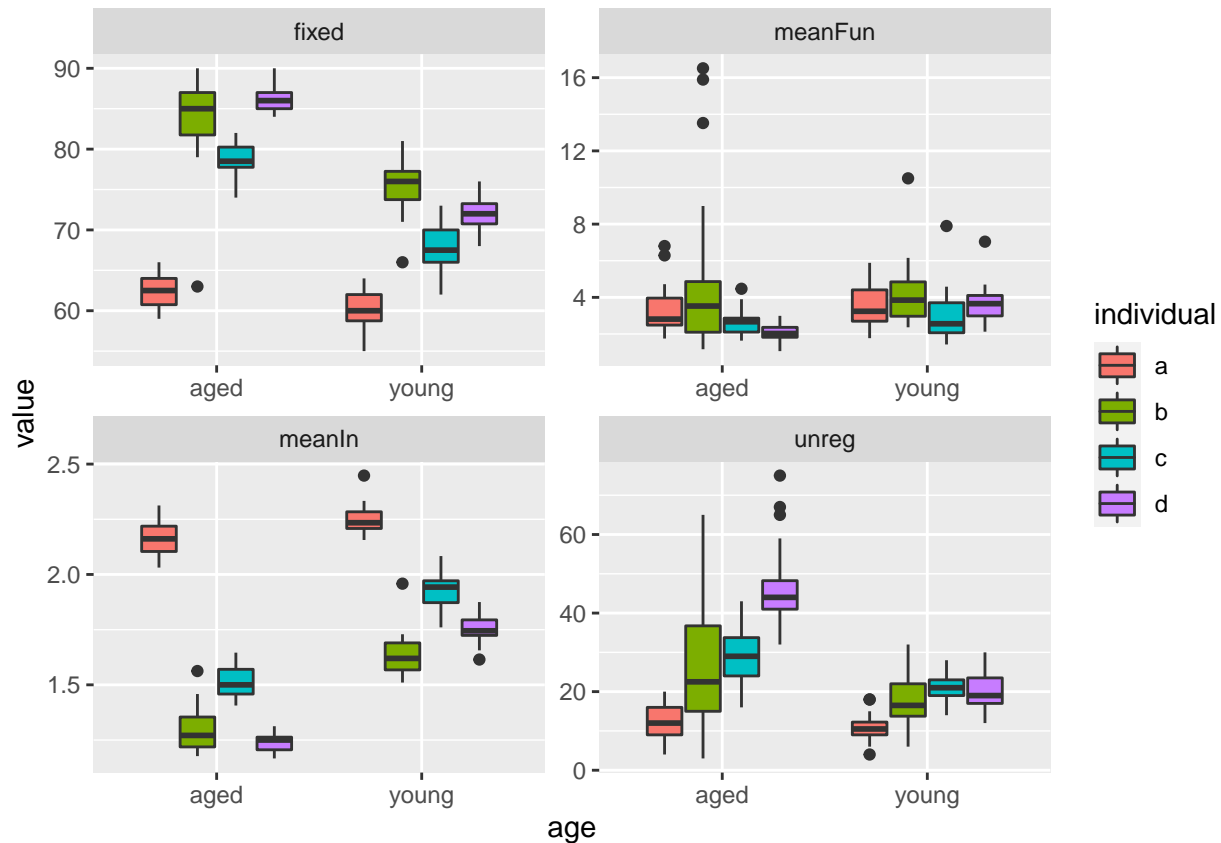 fixed
meanFun
90
80
70
60
16
12
8
4
aged
young
aged
young
value
meanIn
unreg
2.5
2.0
1.5
60
40
20
0
aged
young
aged
young
age
individual
a
b
c
d